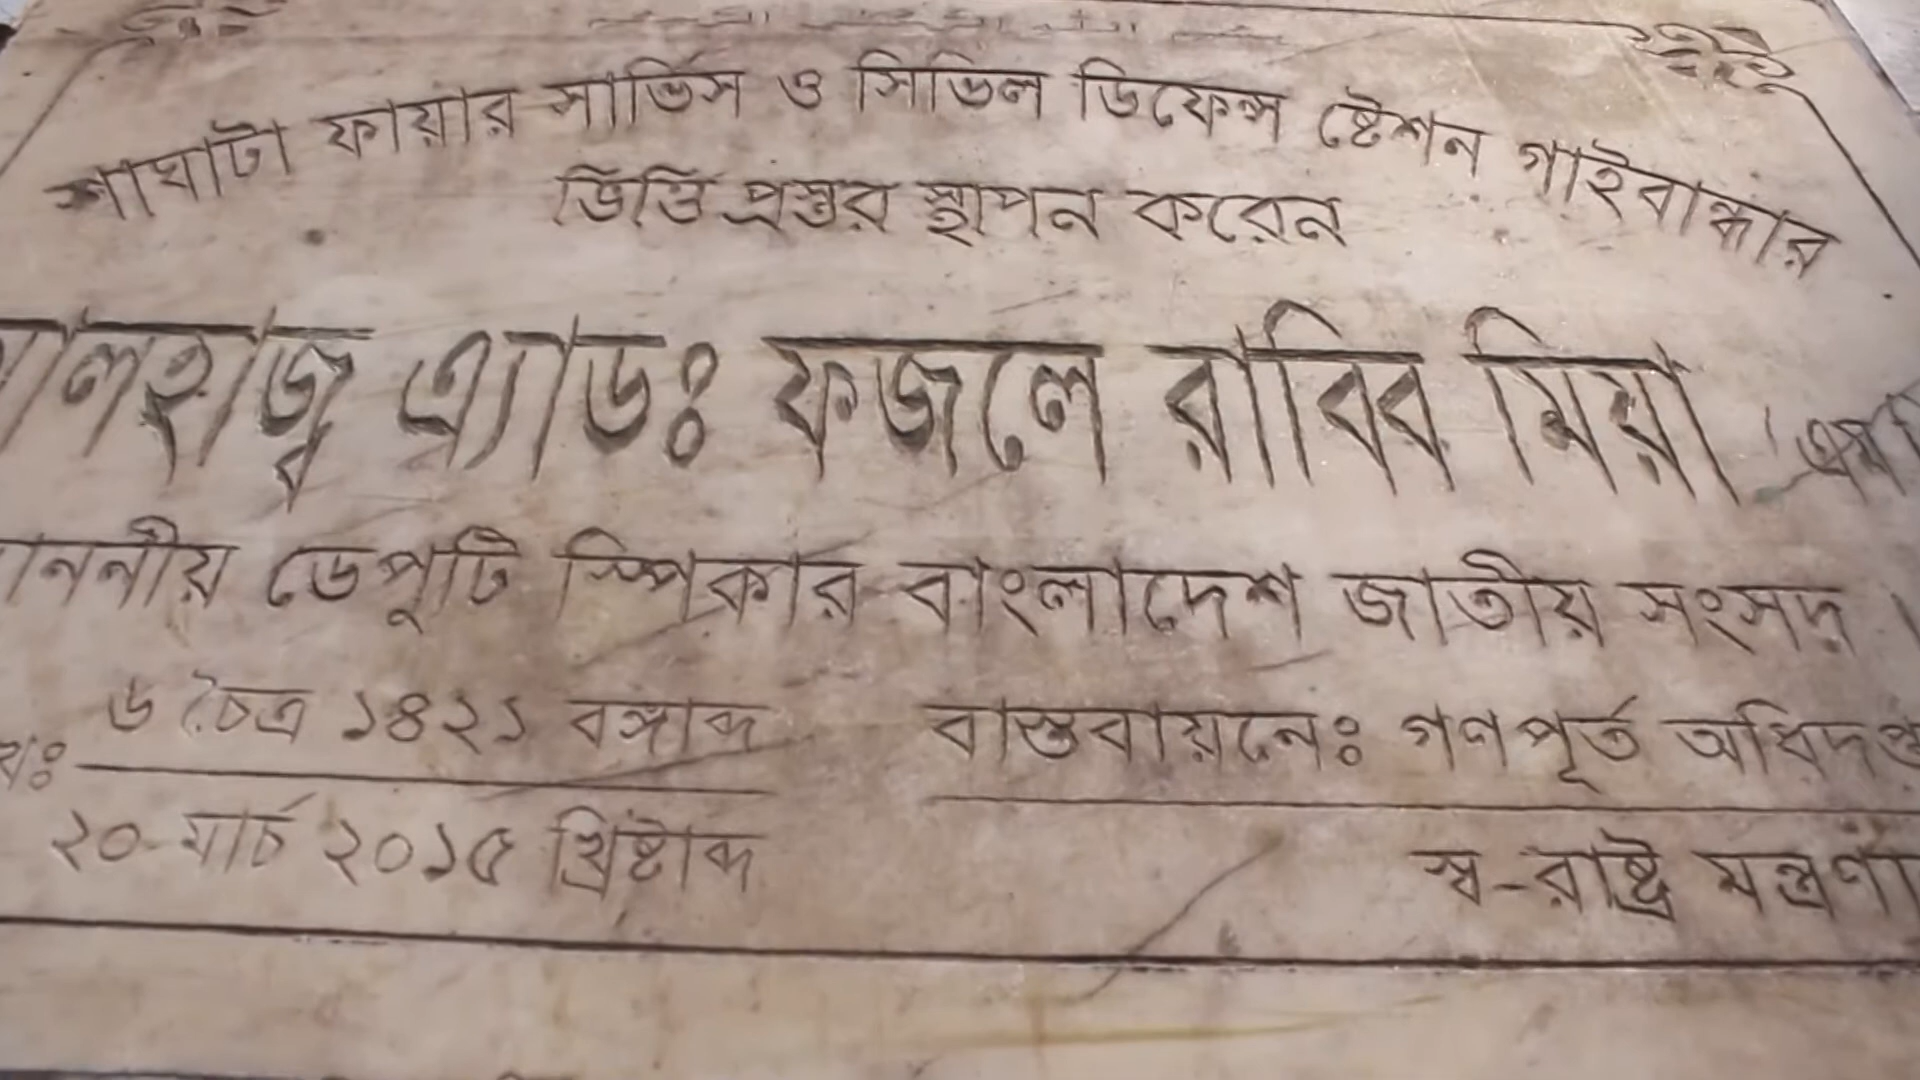 শাঘাটা ফায়ার সার্ভিস ও সিভিল ডিফেন্স ষ্টেশন গাইবান্ধার
ভিত্তি প্রস্তর স্থাপন করেন
এ্যাডঃ ফজলে রাব্বি মিয়া
ডেপুটি স্পিকার বাংলাদেশ জাতীয় সংসদ ।
৬ চৈত্র ১৪২১ বঙ্গাব্দ বাস্তবায়নেঃ গণপূর্ত
২০ মার্চ ২০১৫ খ্রিষ্টাব্দ স্ব-রাষ্ট্র